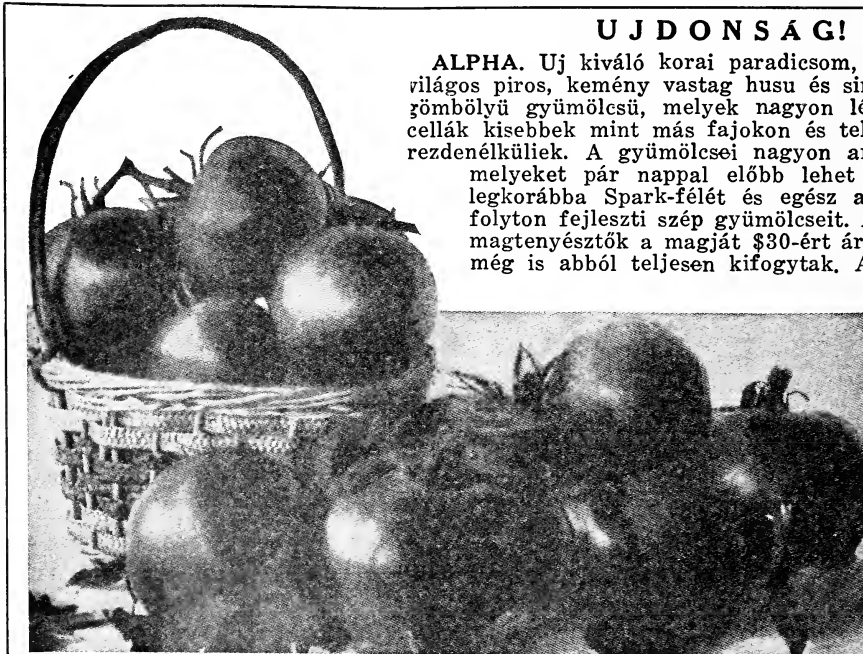 UJDONSÁG!
ALPHA. Uj kiváló korai paradicsom,
világos piros, kemény vastag husu és
gömbölyü gyümölcsü, melyek nagyon
cellák kisebbek mint más fajokon és
rezdenélküliek. A gyümölcsei nagyon
melyeket pár nappal előbb lehet
legkorábba Spark-félét és egész
folyton fejleszti szép gyümölcseit.
magtenyésztők a magját $30-ért
még is abból teljesen kifogytak. A